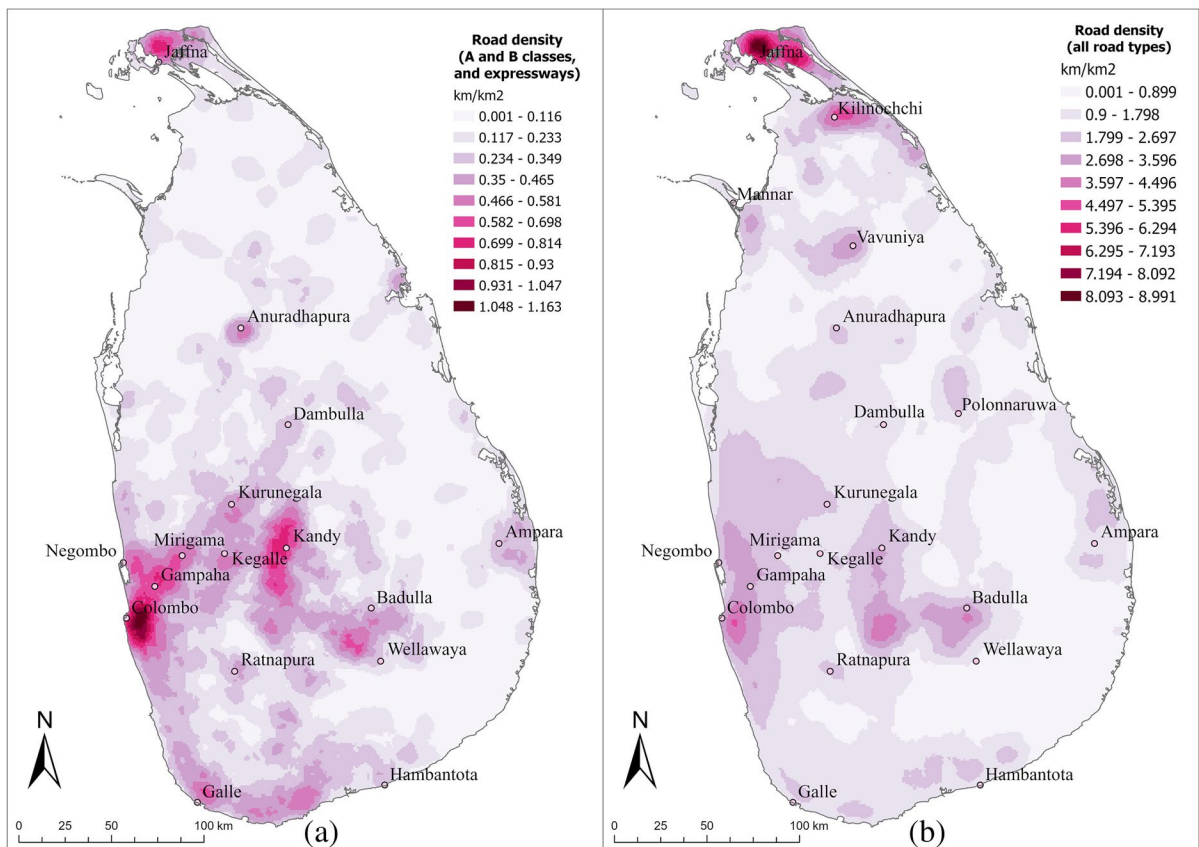 Road density
(A and B classes,
and expressways)
km/km2
0.001 - 0.116
0.117 - 0.233
0.234 - 0.349
0.35 - 0.465
0.466 - 0.581
0.582 - 0.698
0.699 - 0.814
0.815 - 0.93
0.931 - 1.047
1.048 - 1.163
Jaffna
Anuradhapura
Dambulla
Kurunegala
Mirigama
Kandy
Ampara
Negombo
Kegalle
Gampaha
Colombo
Badulla
Ratnapura
Wellawaya
Hambantota
Galle
N
0 25 50 100 km
(a)
Road density
(all road types)
km/km2
0.001 - 0.899
0.9 - 1.798
1.799 - 2.697
2.698 - 3.596
3.597 - 4.496
4.497 - 5.395
5.396 - 6.294
6.295 - 7.193
7.194 - 8.092
8.093 - 8.991
Jaffna
Kilinochchi
Mannar
Vavuniya
Anuradhapura
Polonnaruwa
Dambulla
Kurunegala
Mirigama
Kandy
Ampara
Negombo
Kegalle
Gampaha
Colombo
Badulla
Ratnapura
Wellawaya
Hambantota
Galle
N
0 25 50 100 km
(b)